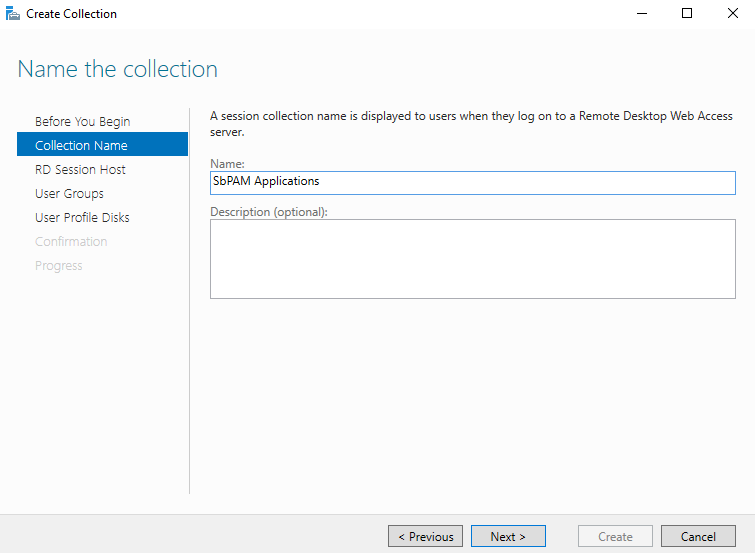 Create Collection
Name the collection
Before You Begin
Collection Name
RD Session Host
User Groups
User Profile Disks
Confirmation
Progress
A session collection name is displayed to users when they log on to a Remote Desktop Web Access
server.
Name:
SbPAM Applications
Description (optional):
< Previous
Next >
Create
Cancel